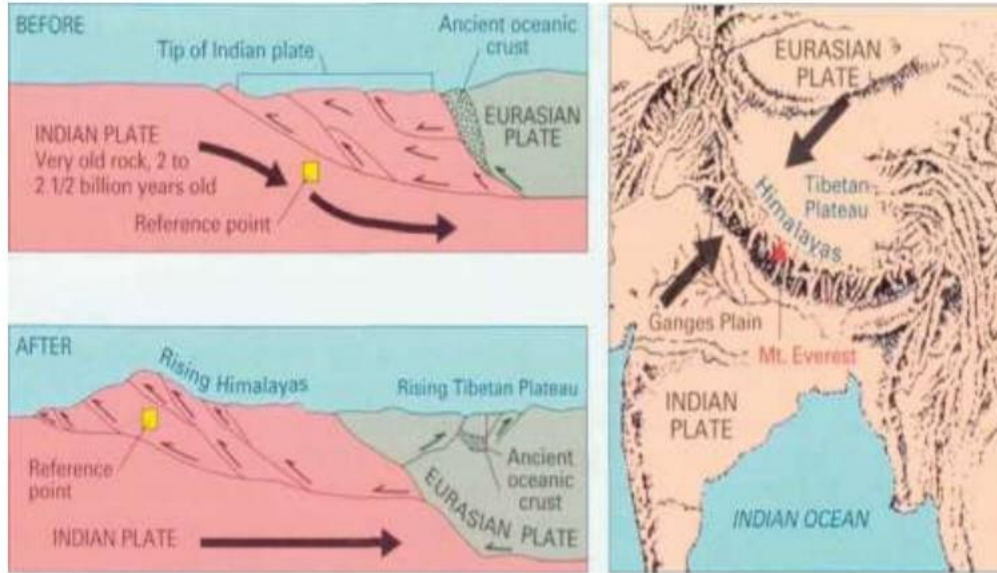 BEFORE
Tip of Indian plate
Ancient oceanic
crust
EURASIAN
PLATE
INDIAN PLATE
Very old rock, 2 to
2 1/2 billion years old
Reference point
AFTER
Rising Himalayas
Rising Tibetan Plateau
Reference
point
Ancient
oceanic
crust
EURASIAN PLATE
INDIAN PLATE
EURASIAN
PLATE
Himalayas
Tibetan
Plateau
Ganges Plain
Mt. Everest
INDIAN
PLATE
INDIAN OCEAN